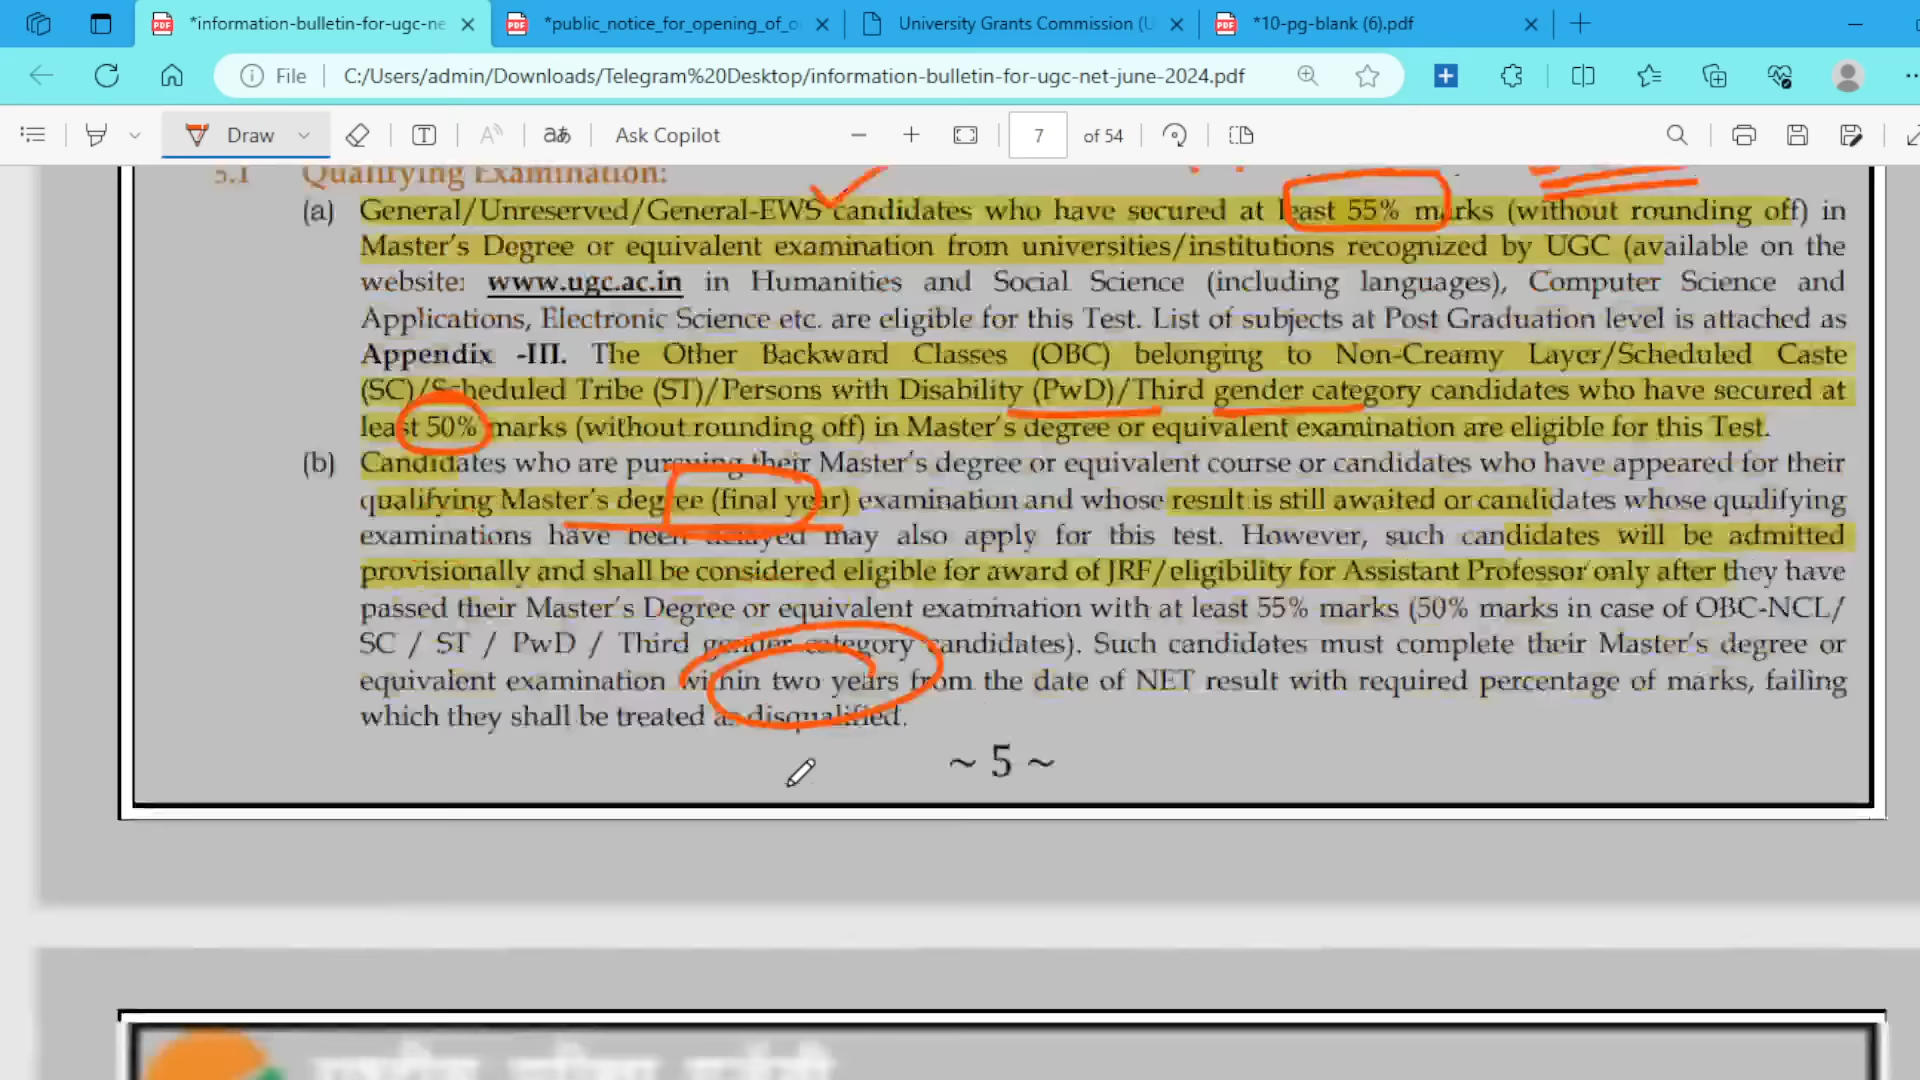 *information-bulletin-for-ugc-ne
*public_notice_for_opening_of_o
University Grants Commission (U
*10-pg-blank (6).pdf
File
C:/Users/admin/Downloads/Telegram%20Desktop/information-bulletin-for-ugc-net-june-2024.pdf
Draw
aあ
Ask Copilot
7
of 54
5.1 Qualifying Examination:
(a) General/Unreserved/General-EWS candidates who have secured at least 55% marks (without rounding off) in
Master's Degree or equivalent examination from universities/institutions recognized by UGC (available on the
website: www.ugc.ac.in in Humanities and Social Science (including languages), Computer Science and
Applications, Electronic Science etc. are eligible for this Test. List of subjects at Post Graduation level is attached as
Appendix -III. The Other Backward Classes (OBC) belonging to Non-Creamy Layer/Scheduled Caste
(SC)/Scheduled Tribe (ST)/Persons with Disability (PwD)/Third gender category candidates who have secured at
least 50% marks (without rounding off) in Master's degree or equivalent examination are eligible for this Test.
(b) Candidates who are pursuing their Master's degree or equivalent course or candidates who have appeared for their
qualifying Master's degree (final year) examination and whose result is still awaited or candidates whose qualifying
examinations have been delayed may also apply for this test. However, such candidates will be admitted
provisionally and shall be considered eligible for award of JRF/eligibility for Assistant Professor only after they have
passed their Master's Degree or equivalent examination with at least 55% marks (50% marks in case of OBC-NCL/
SC / ST / PwD / Third gender category candidates). Such candidates must complete their Master's degree or
equivalent examination within two years from the date of NET result with required percentage of marks, failing
which they shall be treated as disqualified.
~ 5 ~